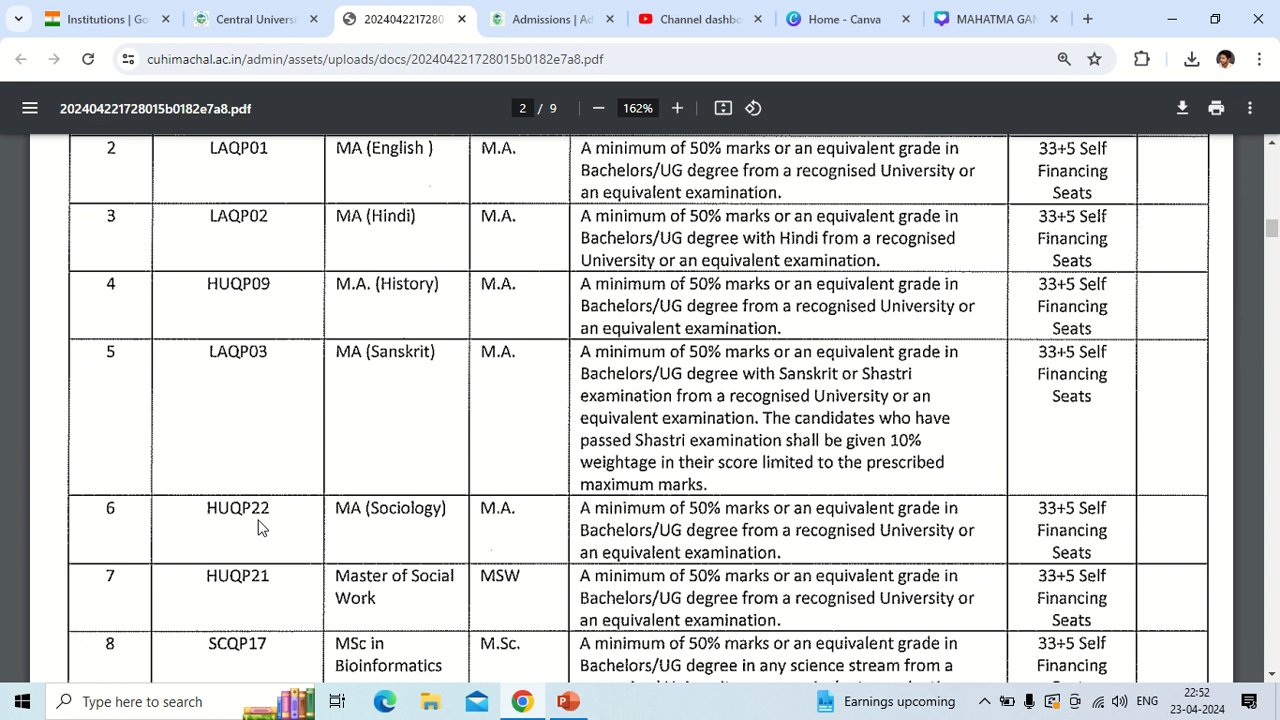 Institutions | Go
Central Universi
2024042217280
Admissions | Ad
Channel dashbo
Home - Canva
MAHATMA GAN
cuhimachal.ac.in/admin/assets/uploads/docs/202404221728015b0182e7a8.pdf
202404221728015b0182e7a8.pdf
2 / 9
162%
2 LAQP01 MA (English ) M.A. A minimum of 50% marks or an equivalent grade in 33+5 Self
Bachelors/UG degree from a recognised University or Financing
an equivalent examination. Seats
3 LAQP02 MA (Hindi) M.A. A minimum of 50% marks or an equivalent grade in 33+5 Self
Bachelors/UG degree with Hindi from a recognised Financing
University or an equivalent examination. Seats
4 HUQP09 M.A. (History) M.A. A minimum of 50% marks or an equivalent grade in 33+5 Self
Bachelors/UG degree from a recognised University or Financing
an equivalent examination. Seats
5 LAQP03 MA (Sanskrit) M.A. A minimum of 50% marks or an equivalent grade in 33+5 Self
Bachelors/UG degree with Sanskrit or Shastri Financing
examination from a recognised University or an Seats
equivalent examination. The candidates who have
passed Shastri examination shall be given 10%
weightage in their score limited to the prescribed
maximum marks.
6 HUQP22 MA (Sociology) M.A. A minimum of 50% marks or an equivalent grade in 33+5 Self
Bachelors/UG degree from a recognised University or Financing
an equivalent examination. Seats
7 HUQP21 Master of Social MSW A minimum of 50% marks or an equivalent grade in 33+5 Self
Work Bachelors/UG degree from a recognised University or Financing
an equivalent examination. Seats
8 SCQP17 MSc in M.Sc. A minimum of 50% marks or an equivalent grade in 33+5 Self
Bioinformatics Bachelors/UG degree in any science stream from a Financing
Type here to search
Earnings upcoming
ENG
22:52
23-04-2024